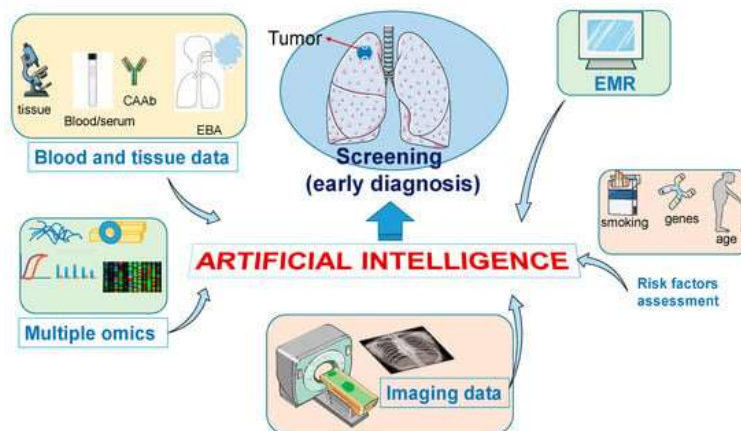 tissue
Blood/serum
CAAb
EBA
Blood and tissue data
Tumor
Screening
(early diagnosis)
EMR
smoking
genes
age
Risk factors
assessment
ARTIFICIAL INTELLIGENCE
Multiple omics
Imaging data